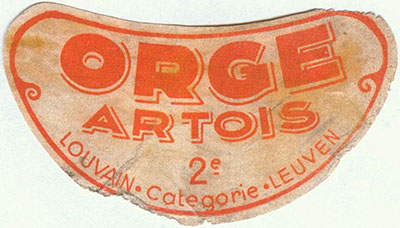 ORGE
ARTOIS
2e
LOUVAIN • Categorie • LEUVEN